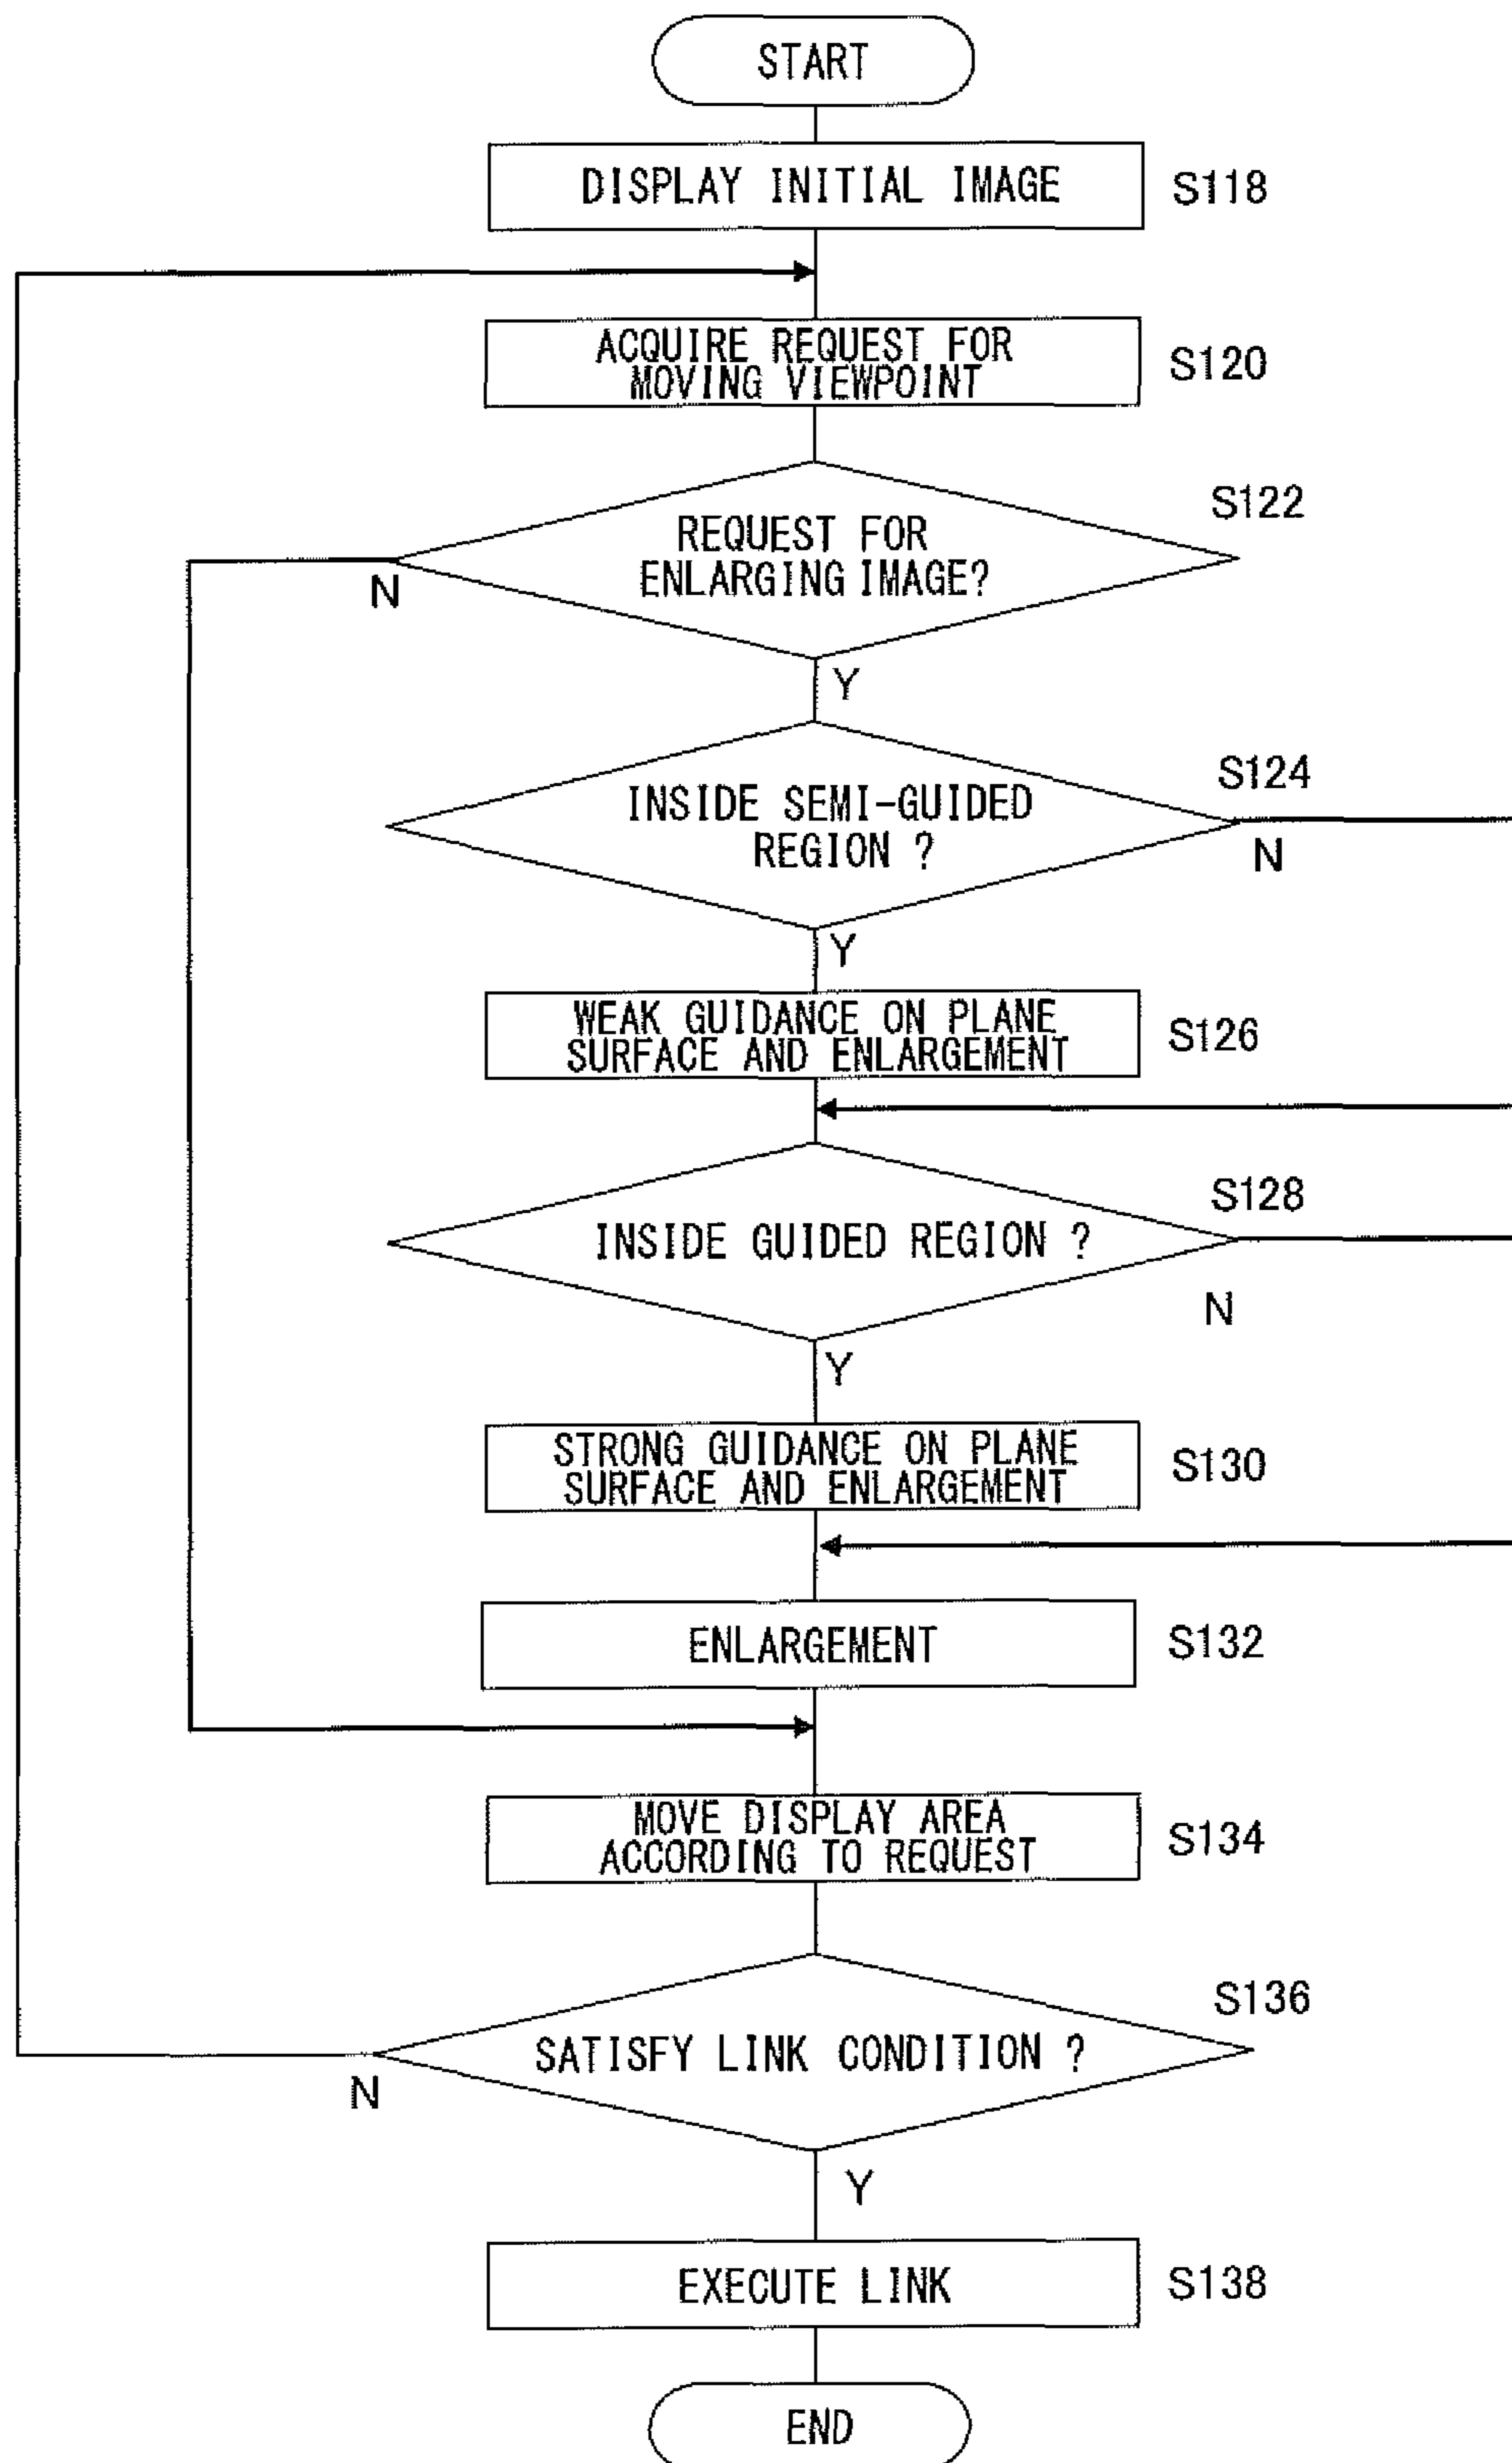 START
DISPLAY INITIAL IMAGE
S118
ACQUIRE REQUEST FOR
MOVING VIEWPOINT
S120
S122
REQUEST FOR
ENLARGING IMAGE?
N
Y
S124
INSIDE SEMI-GUIDED
REGION ?
N
Y
WEAK GUIDANCE ON PLANE
SURFACE AND ENLARGEMENT
S126
S128
INSIDE GUIDED REGION ?
N
Y
STRONG GUIDANCE ON PLANE
SURFACE AND ENLARGEMENT
S130
ENLARGEMENT
S132
MOVE DISPLAY AREA
ACCORDING TO REQUEST
S134
S136
SATISFY LINK CONDITION ?
N
Y
EXECUTE LINK
S138
END